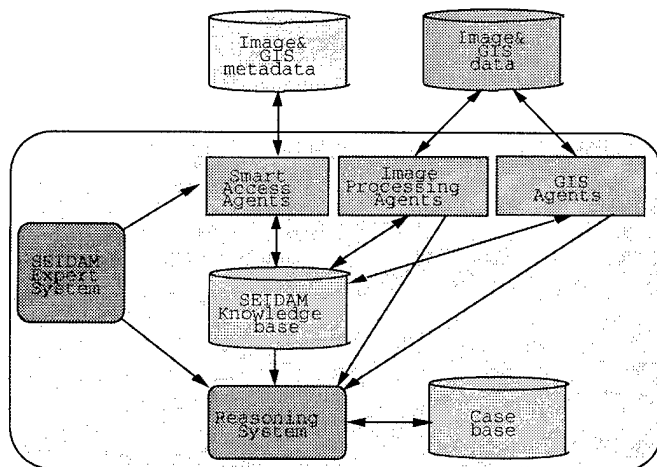 Image&
GIS
metadata
Image&
GIS
data
Smart
Access
Agents
Image
Processing
Agents
GIS
Agents
SEIDAM
Expert
System
SEIDAM
Knowledge
base
Reasoning
System
Case
base